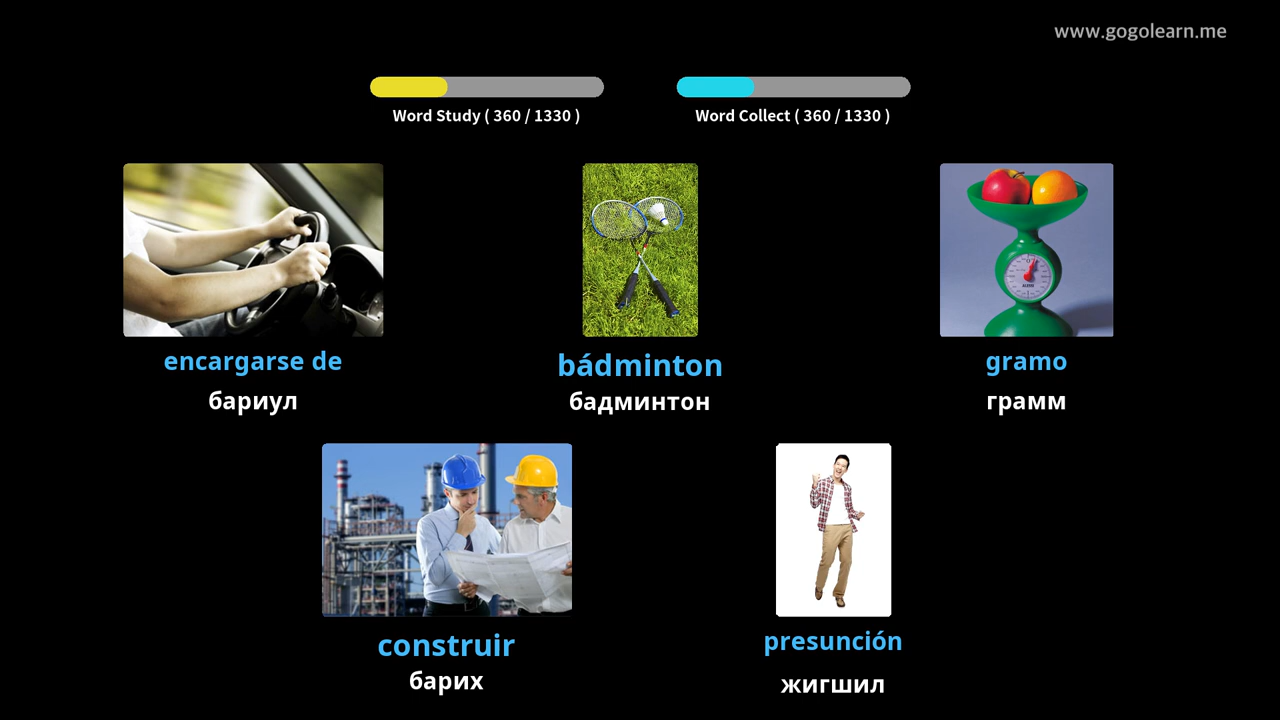 www.gogolearn.me
Word Study ( 360 / 1330 )
Word Collect ( 360 / 1330 )
encargarse de
бариул
bádminton
бадминтон
gramo
грамм
construir
барих
presunción
жигшил